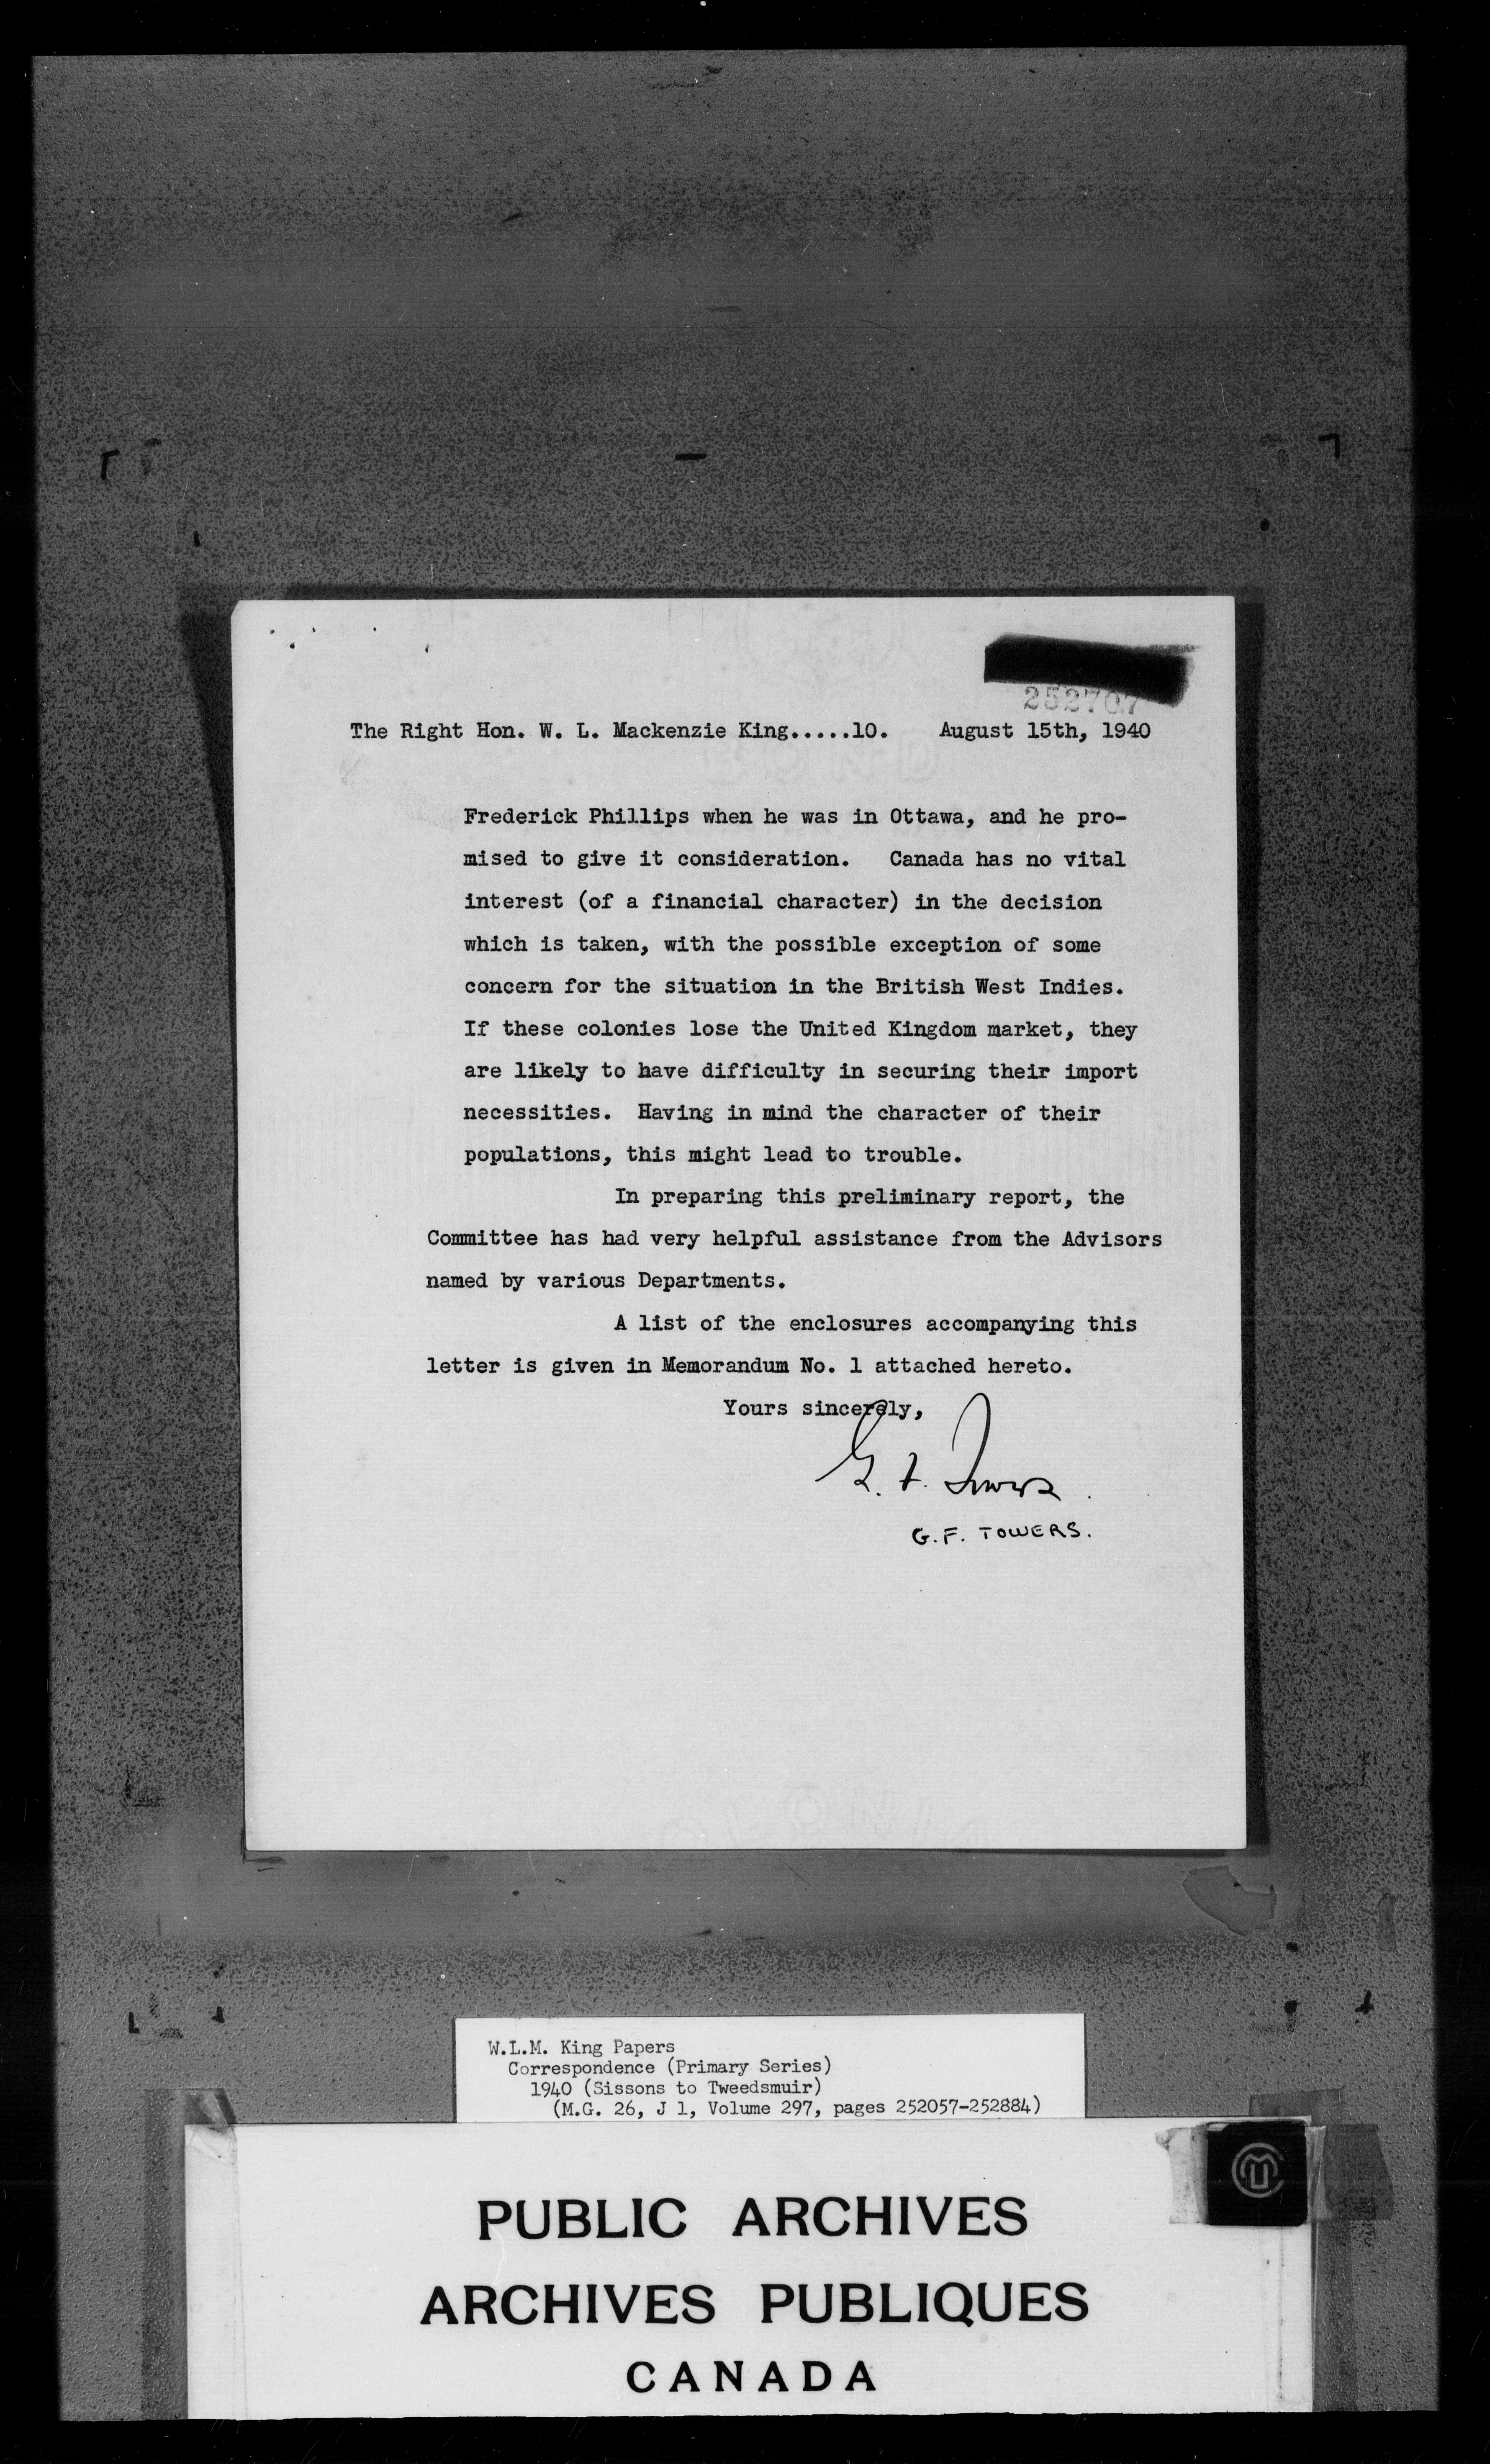 252707
The Right Hon. W. L. Mackenzie King.....10. August 15th, 1940
Frederick Phillips when he was in Ottawa, and he pro-
mised to give it consideration. Canada has no vital
interest (of a financial character) in the decision
which is taken, with the possible exception of some
concern for the situation in the British West Indies.
If these colonies lose the United Kingdom market, they
are likely to have difficulty in securing their import
necessities. Having in mind the character of their
populations, this might lead to trouble.
In preparing this preliminary report, the
Committee has had very helpful assistance from the Advisors
named by various Departments.
A list of the enclosures accompanying this
letter is given in Memorandum No. 1 attached hereto.
Yours sincerely,
G. F. Towers
G.F. TOWERS.
W.L.M. King Papers
Correspondence (Primary Series)
1940 (Sissons to Tweedsmuir)
(M.G. 26, J 1, Volume 297, pages 252057-252884)
PUBLIC ARCHIVES
ARCHIVES PUBLIQUES
CANADA